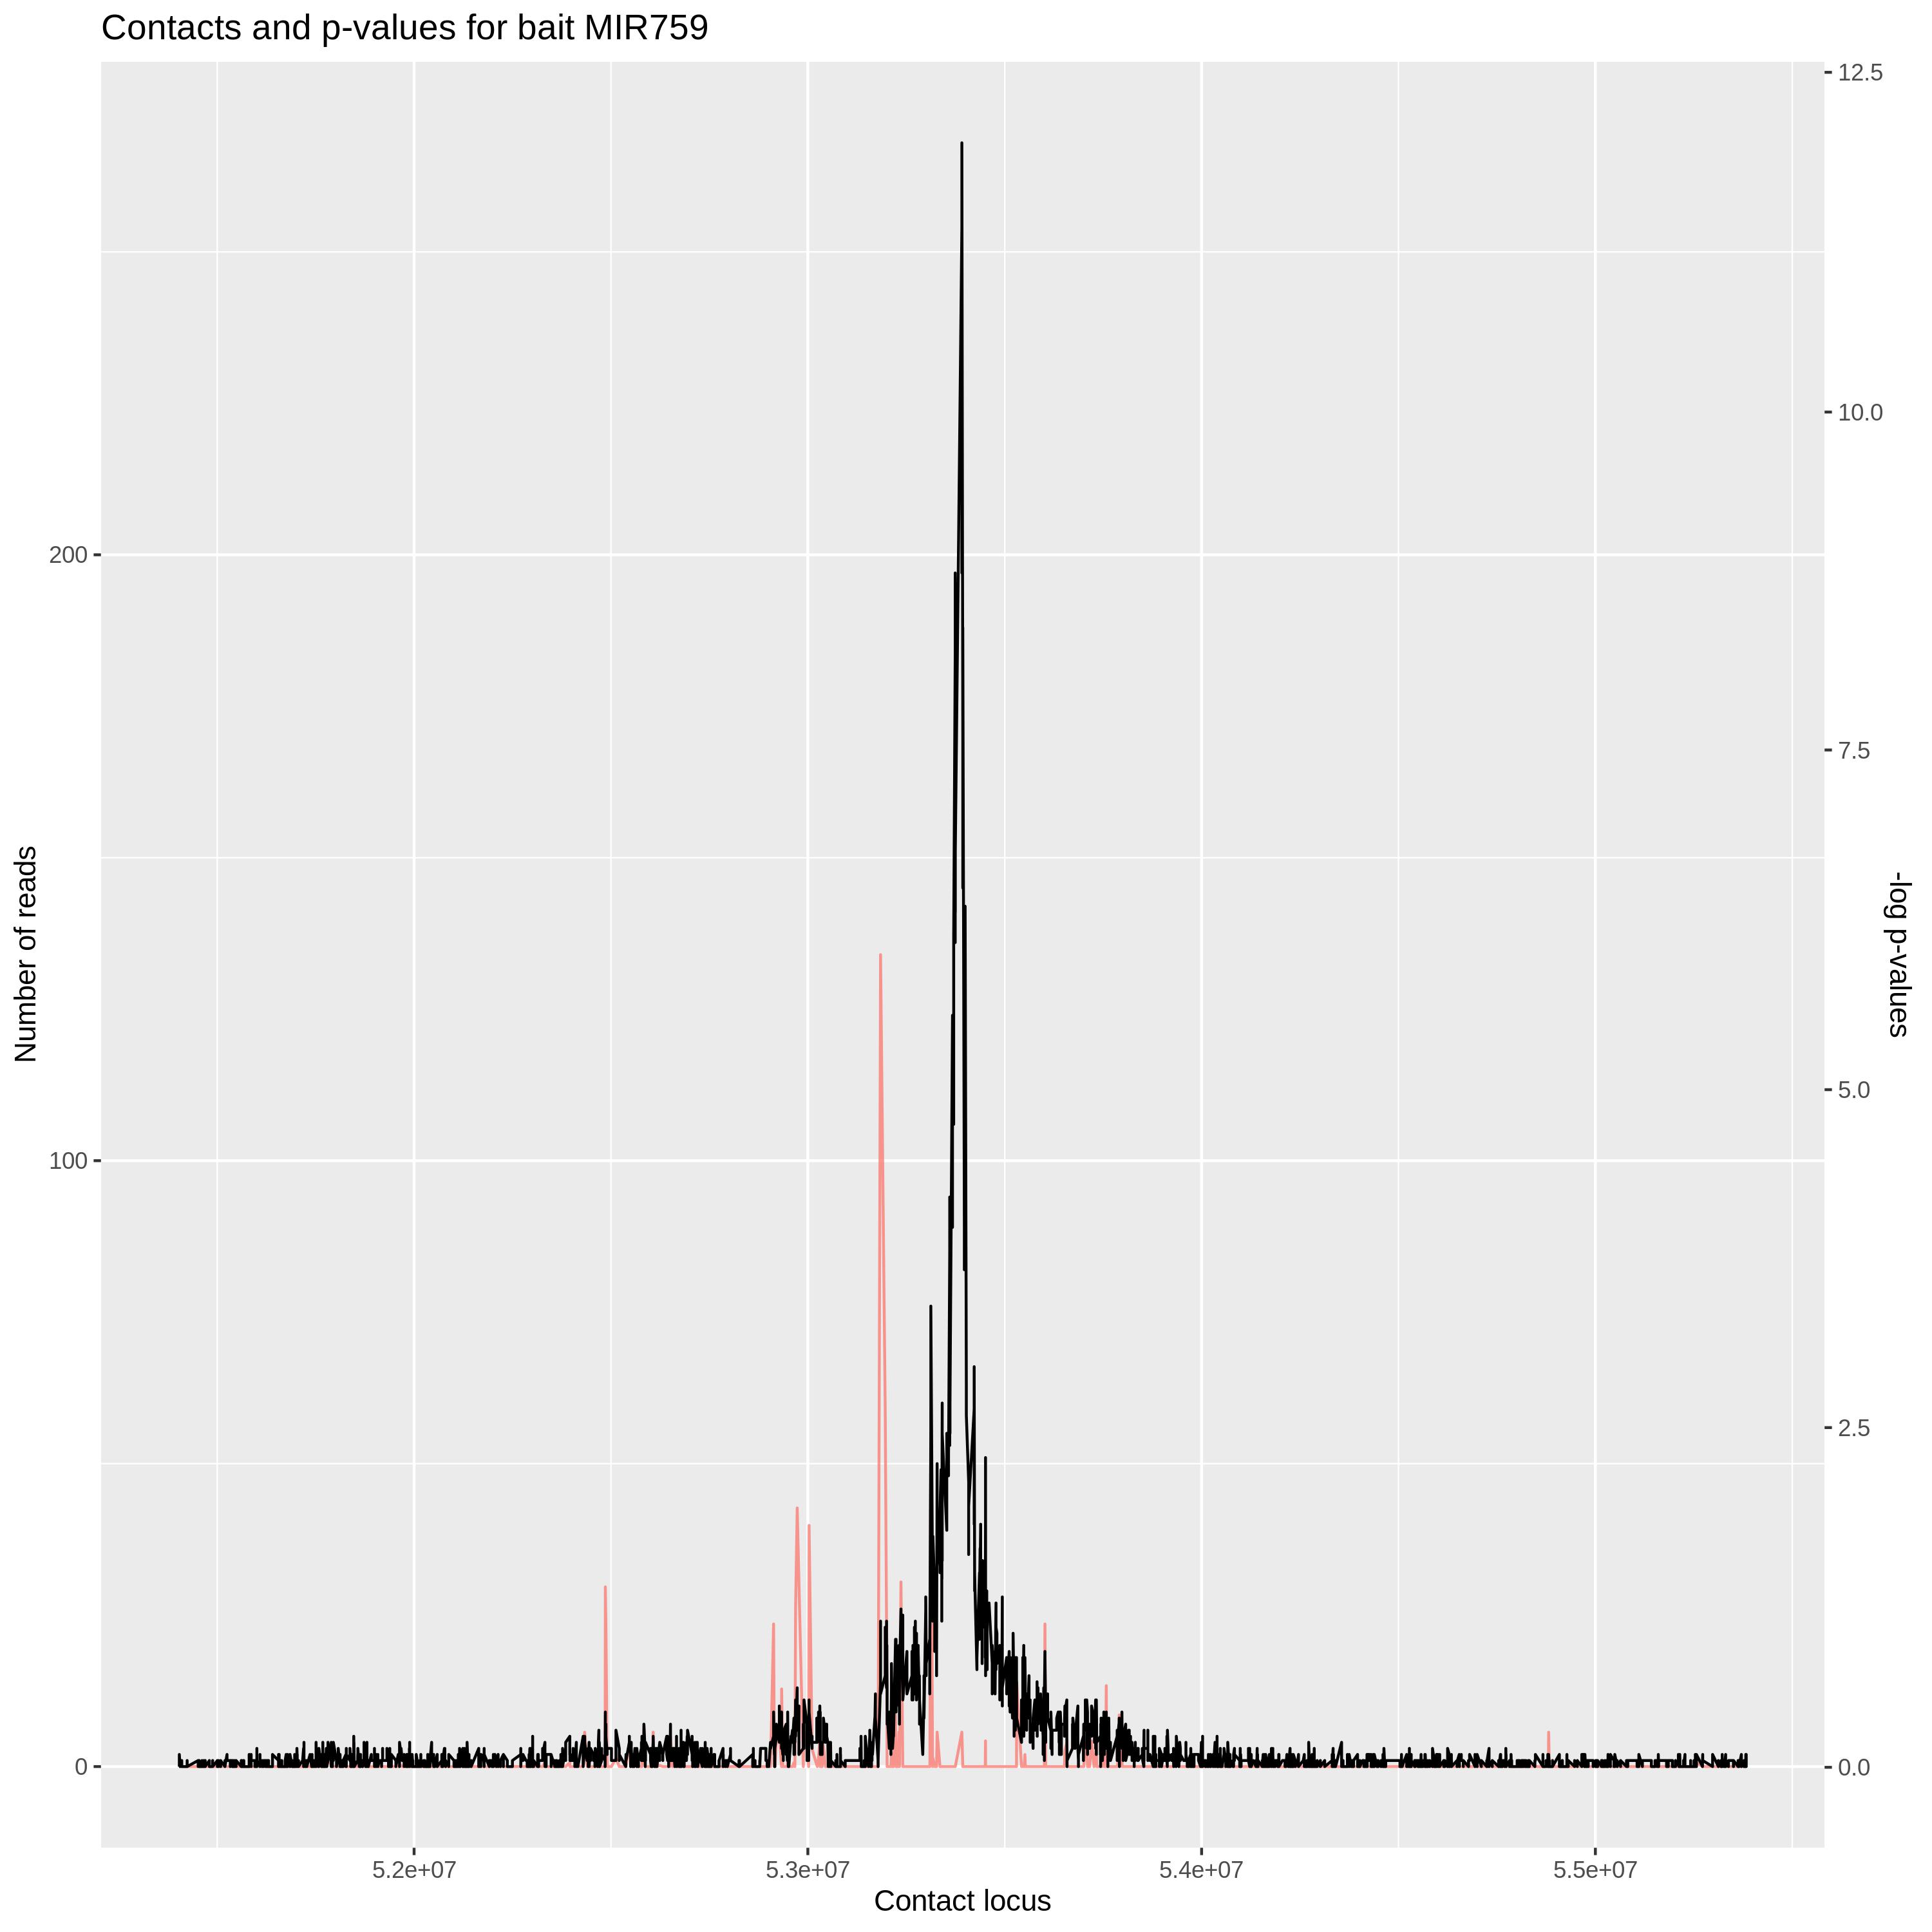 Contacts and p-values for bait MIR759
12.5
10.0
200
7.5
Number of reads
-log p-values
5.0
100
2.5
0
0.0
5.2e+07
5.3e+07
5.4e+07
5.5e+07
Contact locus